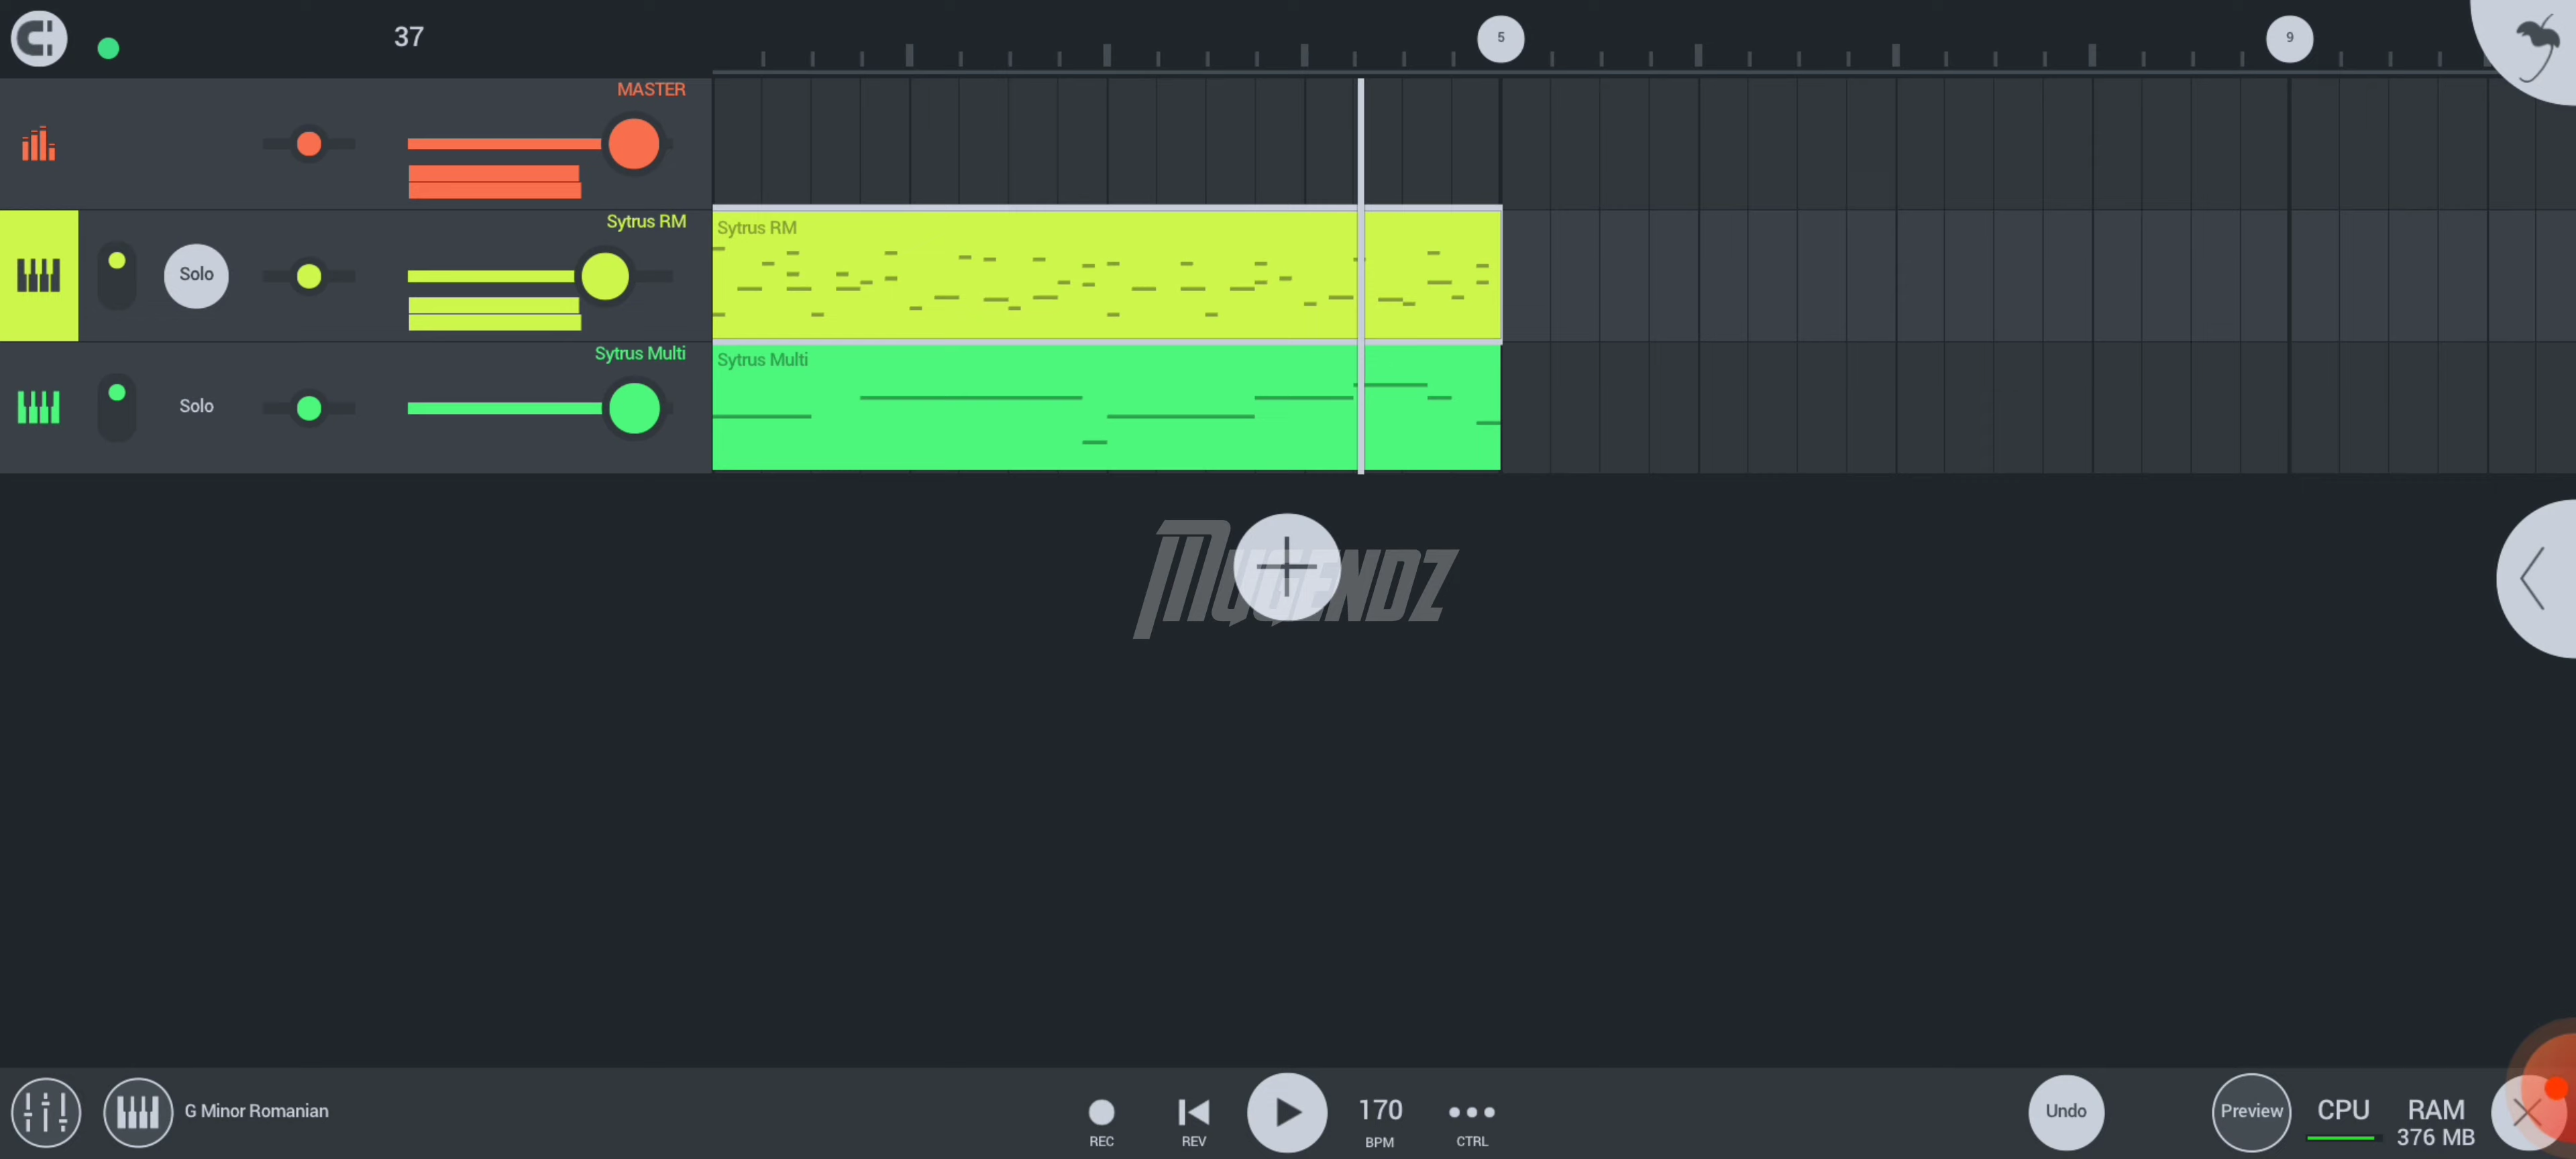 37
5
9
MASTER
Sytrus RM
Solo
Sytrus RM
Sytrus Multi
Solo
Sytrus Multi
MUGENDZ
G Minor Romanian
REC
REV
170
BPM
CTRL
Undo
Preview
CPU
RAM
376 MB